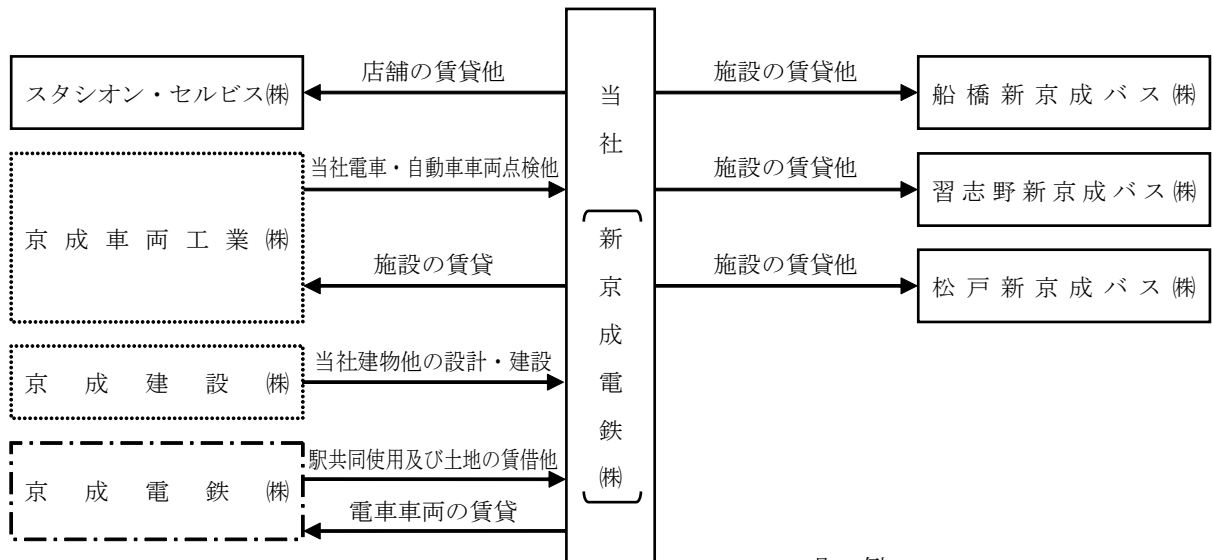 店舗の賃貸他
スタシオン・セルビス㈱
当社電車・自動車車両点検他
京成車両工業㈱
施設の賃貸
当社建物他の設計・建設
京成建設㈱
駅共同使用及び土地の賃借他
京成電鉄㈱
電車車両の賃貸
当社
新京成電鉄㈱
施設の賃貸他
船橋新京成バス㈱
施設の賃貸他
習志野新京成バス㈱
施設の賃貸他
松戸新京成バス㈱